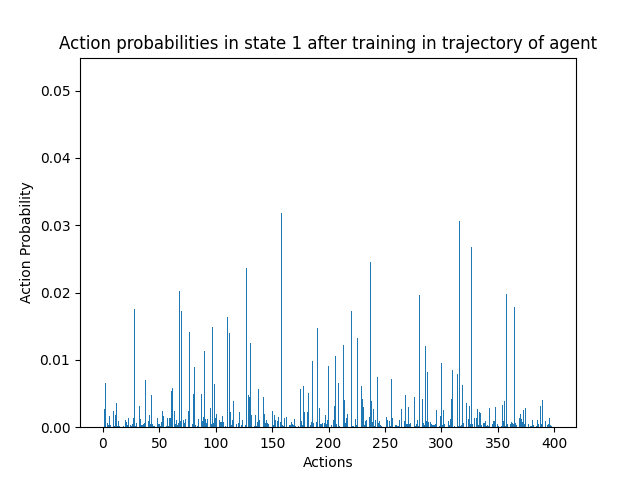 Action probabilities in state 1 after training in trajectory of agent
0.05
0.04
0.03
0.02
0.01
0.00
Action Probability
0 50 100 150 200 250 300 350 400
Actions